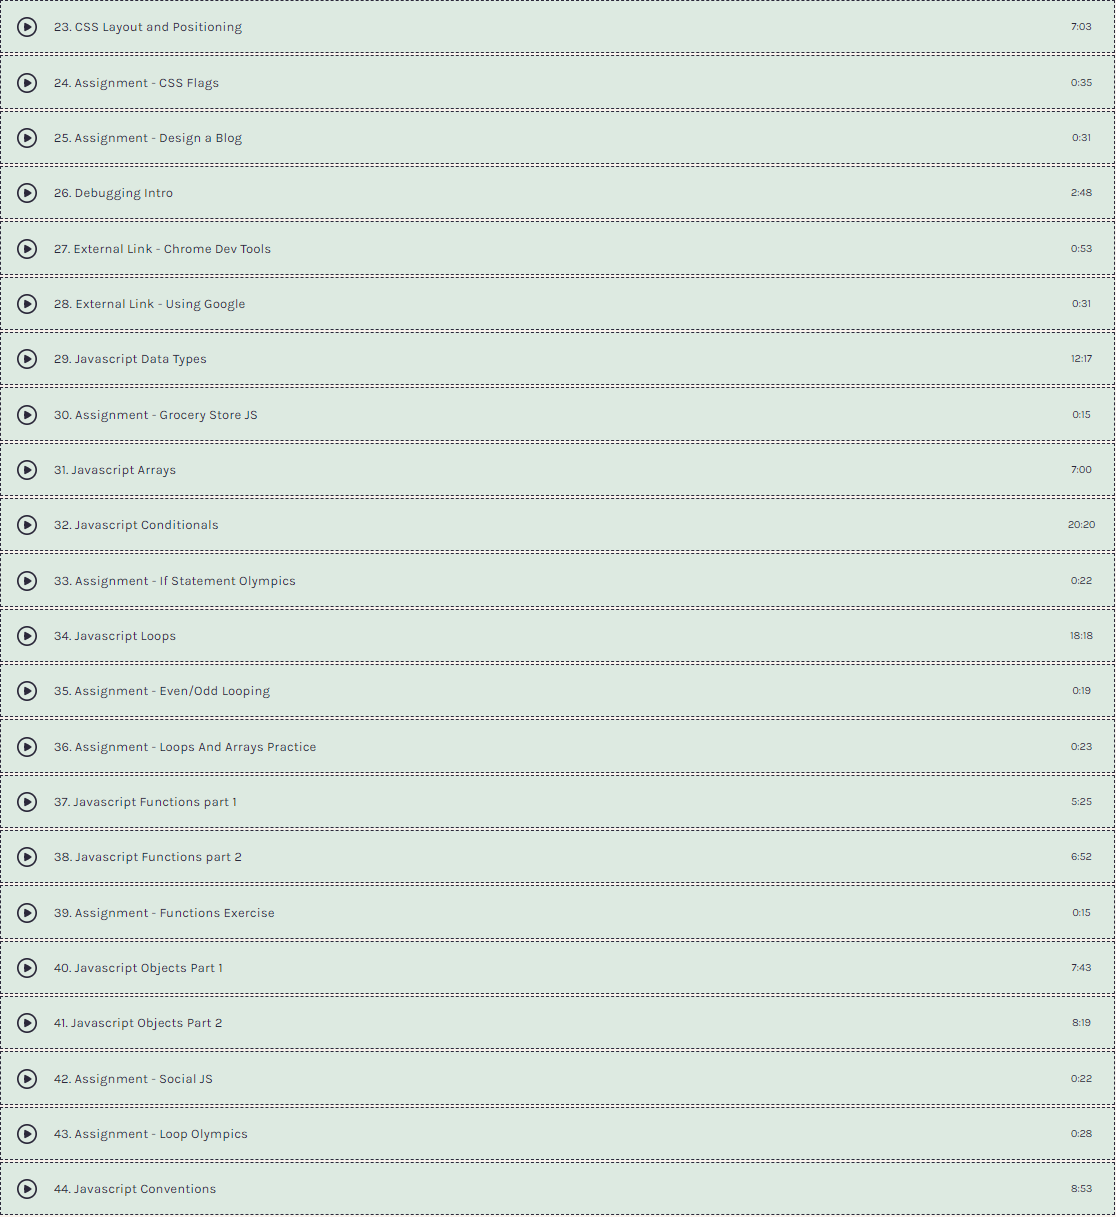 23. CSS Layout and Positioning 7:03
24. Assignment - CSS Flags 0:35
25. Assignment - Design a Blog 0:31
26. Debugging Intro 2:48
27. External Link - Chrome Dev Tools 0:53
28. External Link - Using Google 0:31
29. Javascript Data Types 12:17
30. Assignment - Grocery Store JS 0:15
31. Javascript Arrays 7:00
32. Javascript Conditionals 20:20
33. Assignment - If Statement Olympics 0:22
34. Javascript Loops 18:18
35. Assignment - Even/Odd Looping 0:19
36. Assignment - Loops And Arrays Practice 0:23
37. Javascript Functions part 1 5:25
38. Javascript Functions part 2 6:52
39. Assignment - Functions Exercise 0:15
40. Javascript Objects Part 1 7:43
41. Javascript Objects Part 2 8:19
42. Assignment - Social JS 0:22
43. Assignment - Loop Olympics 0:28
44. Javascript Conventions 8:53